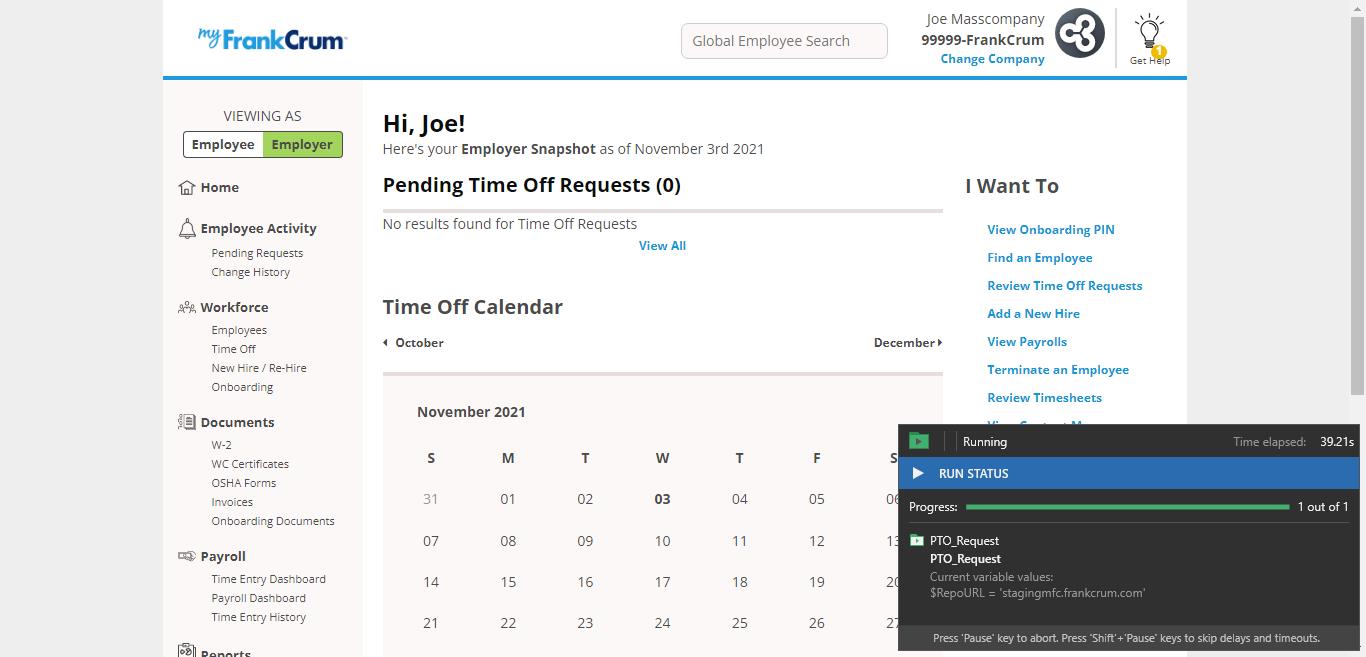 myFrankCrum
Global Employee Search
Joe Masscompany
99999-FrankCrum
Change Company
1
Get Help
VIEWING AS
Employee Employer
Home
Employee Activity
Pending Requests
Change History
Workforce
Employees
Time Off
New Hire / Re-Hire
Onboarding
Documents
W-2
WC Certificates
OSHA Forms
Invoices
Onboarding Documents
Payroll
Time Entry Dashboard
Payroll Dashboard
Time Entry History
Reports
Hi, Joe!
Here's your Employer Snapshot as of November 3rd 2021
Pending Time Off Requests (0)
No results found for Time Off Requests
View All
Time Off Calendar
October December
November 2021
S M T W T F S
31 01 02 03 04 05 06
07 08 09 10 11 12 13
14 15 16 17 18 19 20
21 22 23 24 25 26 27
I Want To
View Onboarding PIN
Find an Employee
Review Time Off Requests
Add a New Hire
View Payrolls
Terminate an Employee
Review Timesheets
Running Time elapsed: 39.21s
RUN STATUS
Progress: 1 out of 1
PTO_Request
PTO_Request
Current variable values:
$RepoURL = 'stagingmfc.frankcrum.com'
Press 'Pause' key to abort. Press 'Shift'+'Pause' keys to skip delays and timeouts.